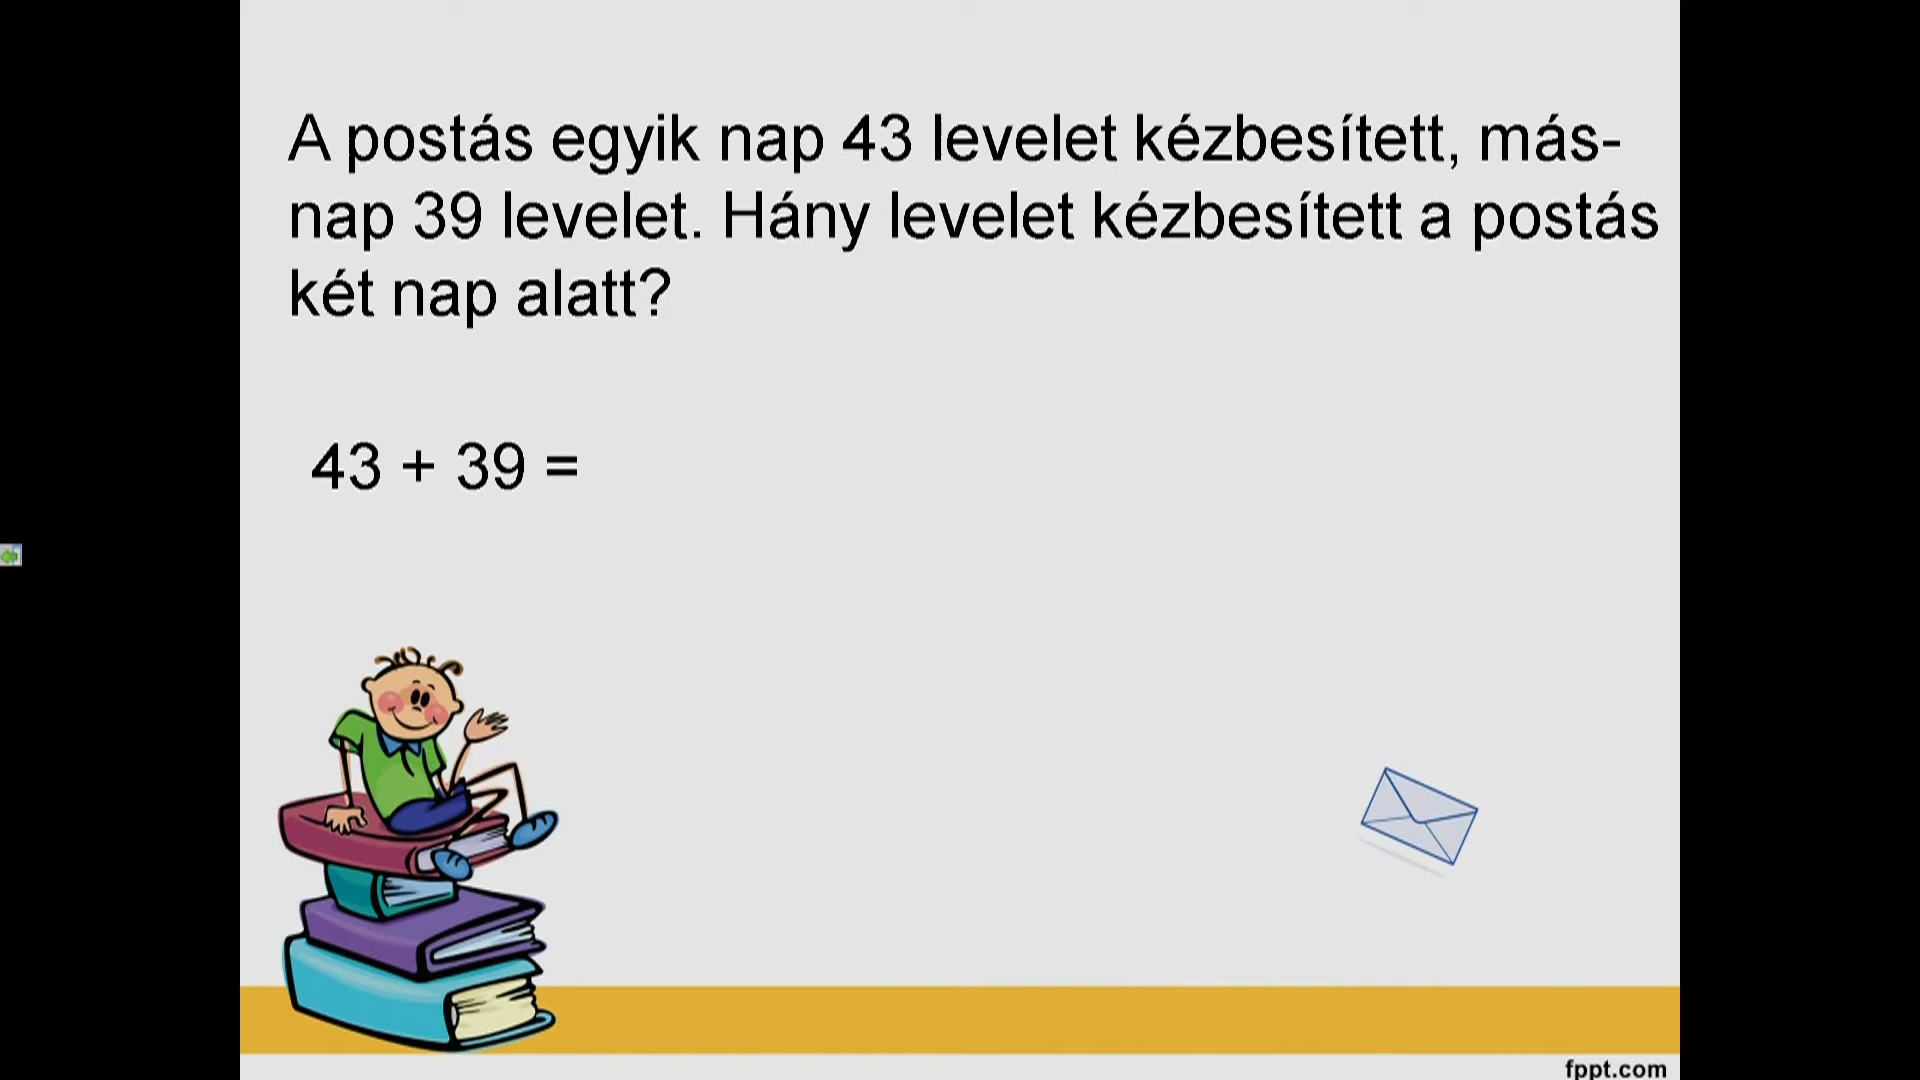 A postás egyik nap 43 levelet kézbesített, más-
nap 39 levelet. Hány levelet kézbesített a postás
két nap alatt?
43 + 39 =
fppt.com